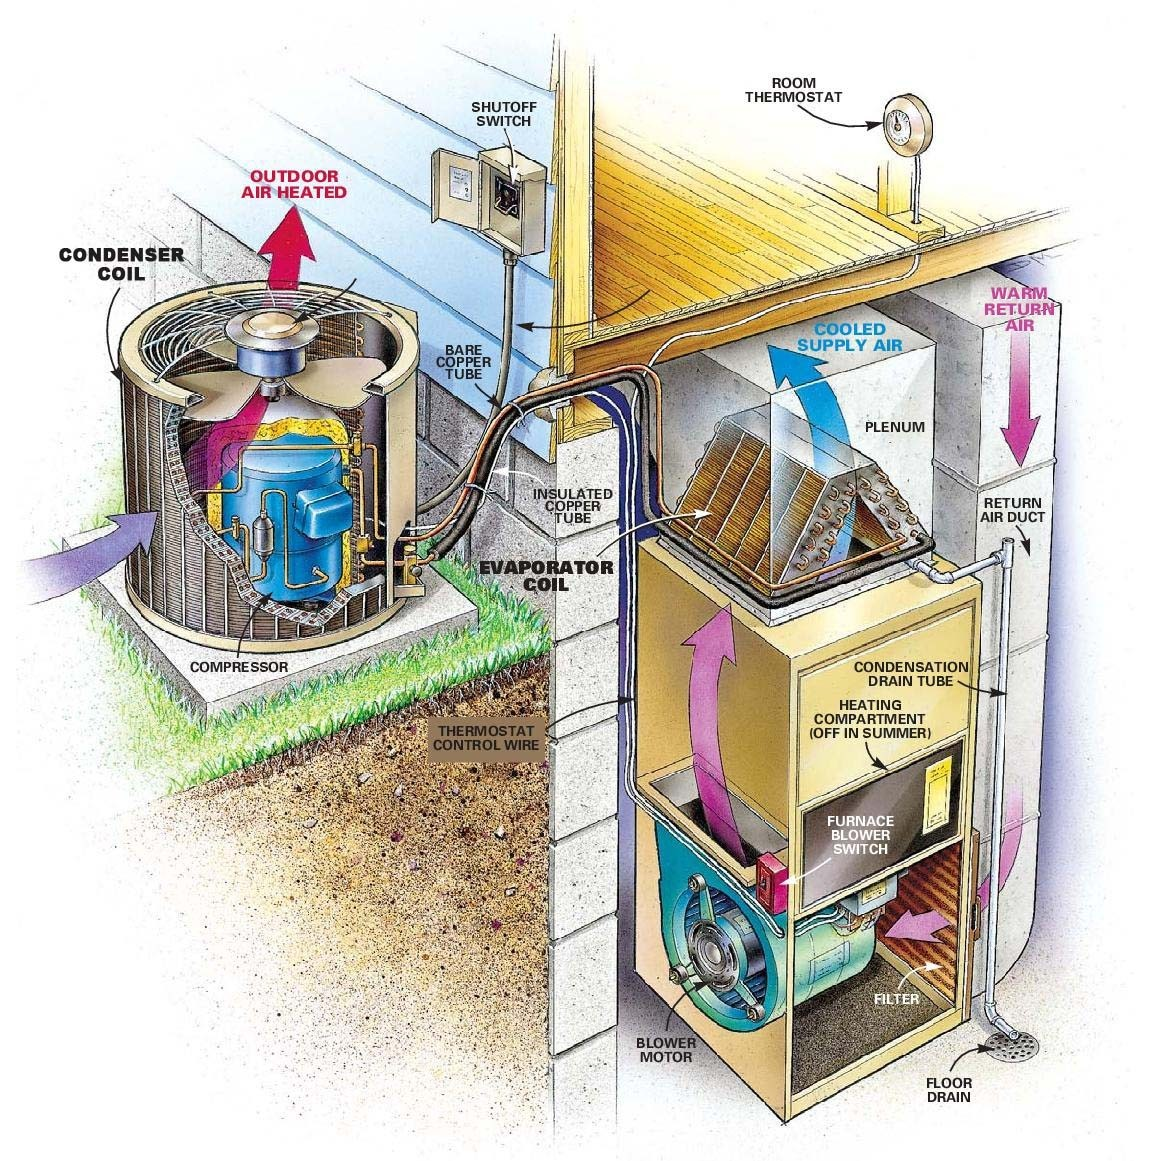 ROOM
THERMOSTAT
SHUTOFF
SWITCH
OUTDOOR
AIR HEATED
CONDENSER
COIL
WARM
RETURN
AIR
COOLED
SUPPLY AIR
BARE
COPPER
TUBE
PLENUM
INSULATED
COPPER
TUBE
RETURN
AIR DUCT
EVAPORATOR
COIL
COMPRESSOR
CONDENSATION
DRAIN TUBE
HEATING
COMPARTMENT
(OFF IN SUMMER)
THERMOSTAT
CONTROL WIRE
FURNACE
BLOWER
SWITCH
FILTER
BLOWER
MOTOR
FLOOR
DRAIN